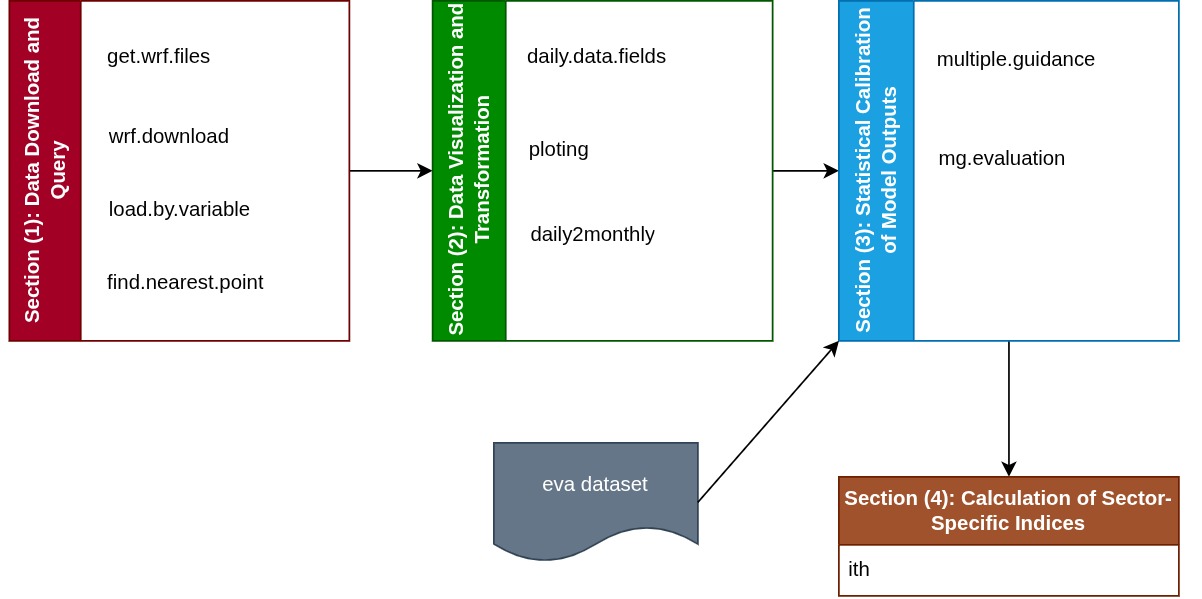 Section (1): Data Download and
Query
get.wrf.files
wrf.download
load.by.variable
find.nearest.point
Section (2): Data Visualization and
Transformation
daily.data.fields
ploting
daily2monthly
Section (3): Statistical Calibration
of Model Outputs
multiple.guidance
mg.evaluation
eva dataset
Section (4): Calculation of Sector-
Specific Indices
ith